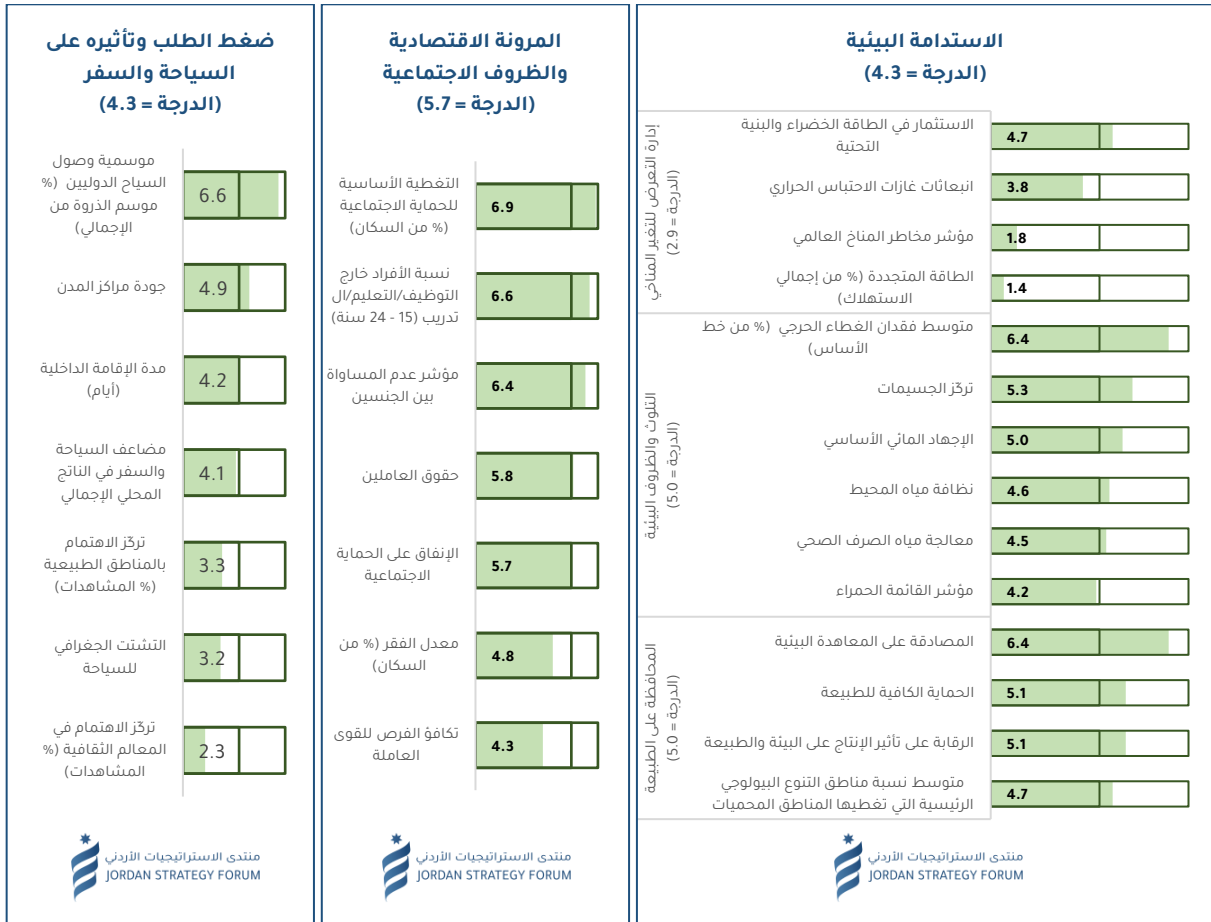 الاستدامة البيئية
(الدرجة = 4.3)
إدارة التعرض للتغير المناخي
(الدرجة = 2.9)
الاستثمار في الطاقة الخضراء والبنية
التحتية
4.7
انبعاثات غازات الاحتباس الحراري
3.8
مؤشر مخاطر المناخ العالمي
1.8
الطاقة المتجددة (% من إجمالي
الاستهلاك)
1.4
التلوث والظروف البيئية
(الدرجة = 5.0)
متوسط فقدان الغطاء الحرجي (% من خط
الأساس)
6.4
تركّز الجسيمات
5.3
الإجهاد المائي الأساسي
5.0
نظافة مياه المحيط
4.6
معالجة مياه الصرف الصحي
4.5
مؤشر القائمة الحمراء
4.2
المحافظة على الطبيعة
(الدرجة = 5.0)
المصادقة على المعاهدة البيئية
6.4
الحماية الكافية للطبيعة
5.1
الرقابة على تأثير الإنتاج على البيئة والطبيعة
5.1
متوسط نسبة مناطق التنوع البيولوجي
الرئيسية التي تغطيها المناطق المحميات
4.7
منتدى الاستراتيجيات الأردني
JORDAN STRATEGY FORUM
المرونة الاقتصادية
والظروف الاجتماعية
(الدرجة = 5.7)
التغطية الأساسية
للحماية الاجتماعية
(% من السكان)
6.9
نسبة الأفراد خارج
التوظيف/التعليم/ال
تدريب (15 - 24 سنة)
6.6
مؤشر عدم المساواة
بين الجنسين
6.4
حقوق العاملين
5.8
الإنفاق على الحماية
الاجتماعية
5.7
معدل الفقر (% من
السكان)
4.8
تكافؤ الفرص للقوى
العاملة
4.3
منتدى الاستراتيجيات الأردني
JORDAN STRATEGY FORUM
ضغط الطلب وتأثيره على
السياحة والسفر
(الدرجة = 4.3)
موسمية وصول
السياح الدوليين (%
موسم الذروة من
الإجمالي)
6.6
جودة مراكز المدن
4.9
مدة الإقامة الداخلية
(أيام)
4.2
مضاعف السياحة
والسفر في الناتج
المحلي الإجمالي
4.1
تركّز الاهتمام
بالمناطق الطبيعية
(% المشاهدات)
3.3
التشتت الجغرافي
للسياحة
3.2
تركّز الاهتمام في
المعالم الثقافية (%
المشاهدات)
2.3
منتدى الاستراتيجيات الأردني
JORDAN STRATEGY FORUM